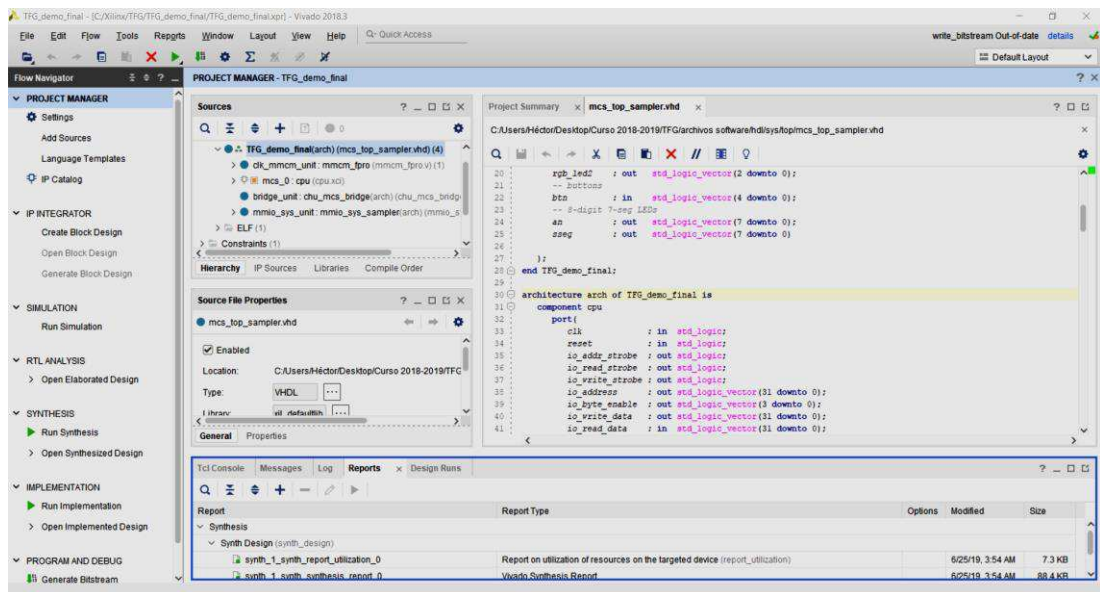 TFG_demo_final - [C:/Xilinx/TFG/TFG_demo_final/TFG_demo_final.xpr] - Vivado 2018.3
File Edit Flow Tools Reports Window Layout View Help Q- Quick Access
write_bitstream Out-of-date details
Default Layout
Flow Navigator
PROJECT MANAGER - TFG_demo_final
PROJECT MANAGER
Settings
Add Sources
Language Templates
IP Catalog
IP INTEGRATOR
Create Block Design
Open Block Design
Generate Block Design
SIMULATION
Run Simulation
RTL ANALYSIS
Open Elaborated Design
SYNTHESIS
Run Synthesis
Open Synthesized Design
IMPLEMENTATION
Run Implementation
Open Implemented Design
PROGRAM AND DEBUG
Generate Bitstream
Sources
0
TFG_demo_final(arch) (mcs_top_sampler.vhd) (4)
clk_mmcm_unit : mmcm_fpro (mmcm_fpro.v) (1)
mcs_0 : cpu (cpu.xci)
bridge_unit : chu_mcs_bridge(arch) (chu_mcs_bridg
mmio_sys_unit : mmio_sys_sampler(arch) (mmio_s
ELF (1)
Constraints (1)
Hierarchy IP Sources Libraries Compile Order
Source File Properties
mcs_top_sampler.vhd
Enabled
Location: C:/Users/Héctor/Desktop/Curso 2018-2019/TFG
Type: VHDL
Library: xil_defaultlib
General Properties
Project Summary mcs_top_sampler.vhd
C:/Users/Héctor/Desktop/Curso 2018-2019/TFG/archivos software/hdl/sys/top/mcs_top_sampler.vhd
20 rgb_led2 : out std_logic_vector(2 downto 0);
21 -- buttons
22 btn : in std_logic_vector(4 downto 0);
23 -- 8-digit 7-seg LEDs
24 an : out std_logic_vector(7 downto 0);
25 sseg : out std_logic_vector(7 downto 0)
26
27 );
28 end TFG_demo_final;
29
30 architecture arch of TFG_demo_final is
31 component cpu
32 port(
33 clk : in std_logic;
34 reset : in std_logic;
35 io_addr_strobe : out std_logic;
36 io_read_strobe : out std_logic;
37 io_write_strobe : out std_logic;
38 io_address : out std_logic_vector(31 downto 0);
39 io_byte_enable : out std_logic_vector(3 downto 0);
40 io_write_data : out std_logic_vector(31 downto 0);
41 io_read_data : in std_logic_vector(31 downto 0);
Tcl Console Messages Log Reports Design Runs
Report Report Type Options Modified Size
Synthesis
Synth Design (synth_design)
synth_1_synth_report_utilization_0 Report on utilization of resources on the targeted device (report_utilization) 6/25/19, 3:54 AM 7.3 KB
synth_1_synth_synthesis_report_0 Vivado Synthesis Report 6/25/19, 3:54 AM 88.4 KB